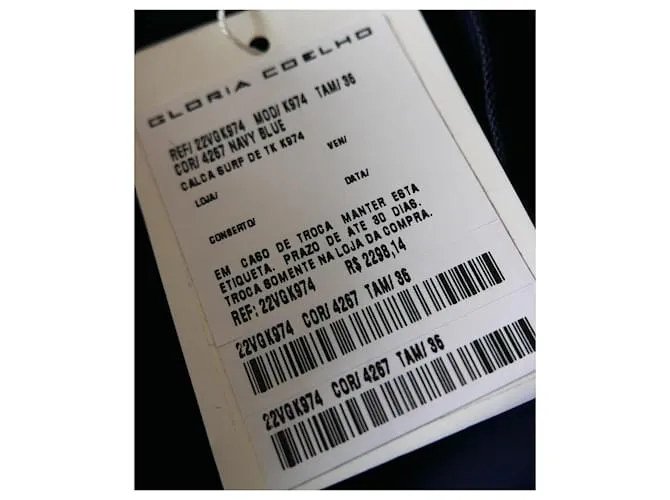 GLORIA COELHO
REF/ 22VGK974 MOD/ K974 TAM/ 36
COR/ 4267 NAVY BLUE
CALCA SURF DE TK K974
LOJA/ VEN/
CONSERTO/ DATA/
EM CASO DE TROCA MANTER ESTA
ETIQUETA. PRAZO DE ATE 30 DIAS.
TROCA SOMENTE NA LOJA DA COMPRA.
REF: 22VGK974 R$ 2298,14
22VGK974 COR/ 4267 TAM/ 36
22VGK974 COR/ 4267 TAM/ 36